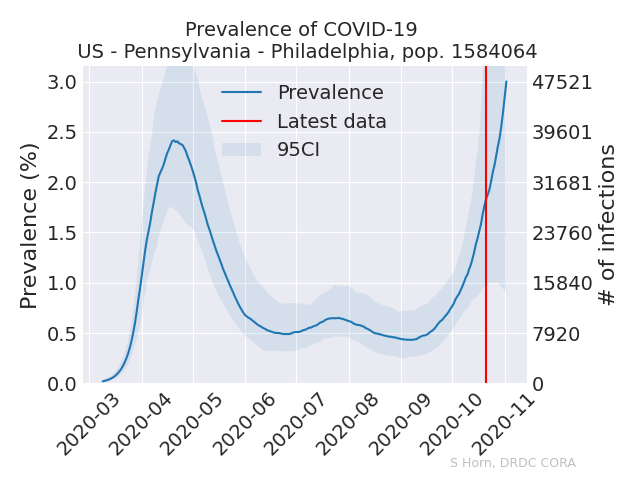 Prevalence of COVID-19
US - Pennsylvania - Philadelphia, pop. 1584064
Prevalence (%)
3.0
2.5
2.0
1.5
1.0
0.5
0.0
Prevalence
Latest data
95CI
47521
39601
31681
23760
15840
7920
0
# of infections
2020-03
2020-04
2020-05
2020-06
2020-07
2020-08
2020-09
2020-10
2020-11
S Horn, DRDC CORA